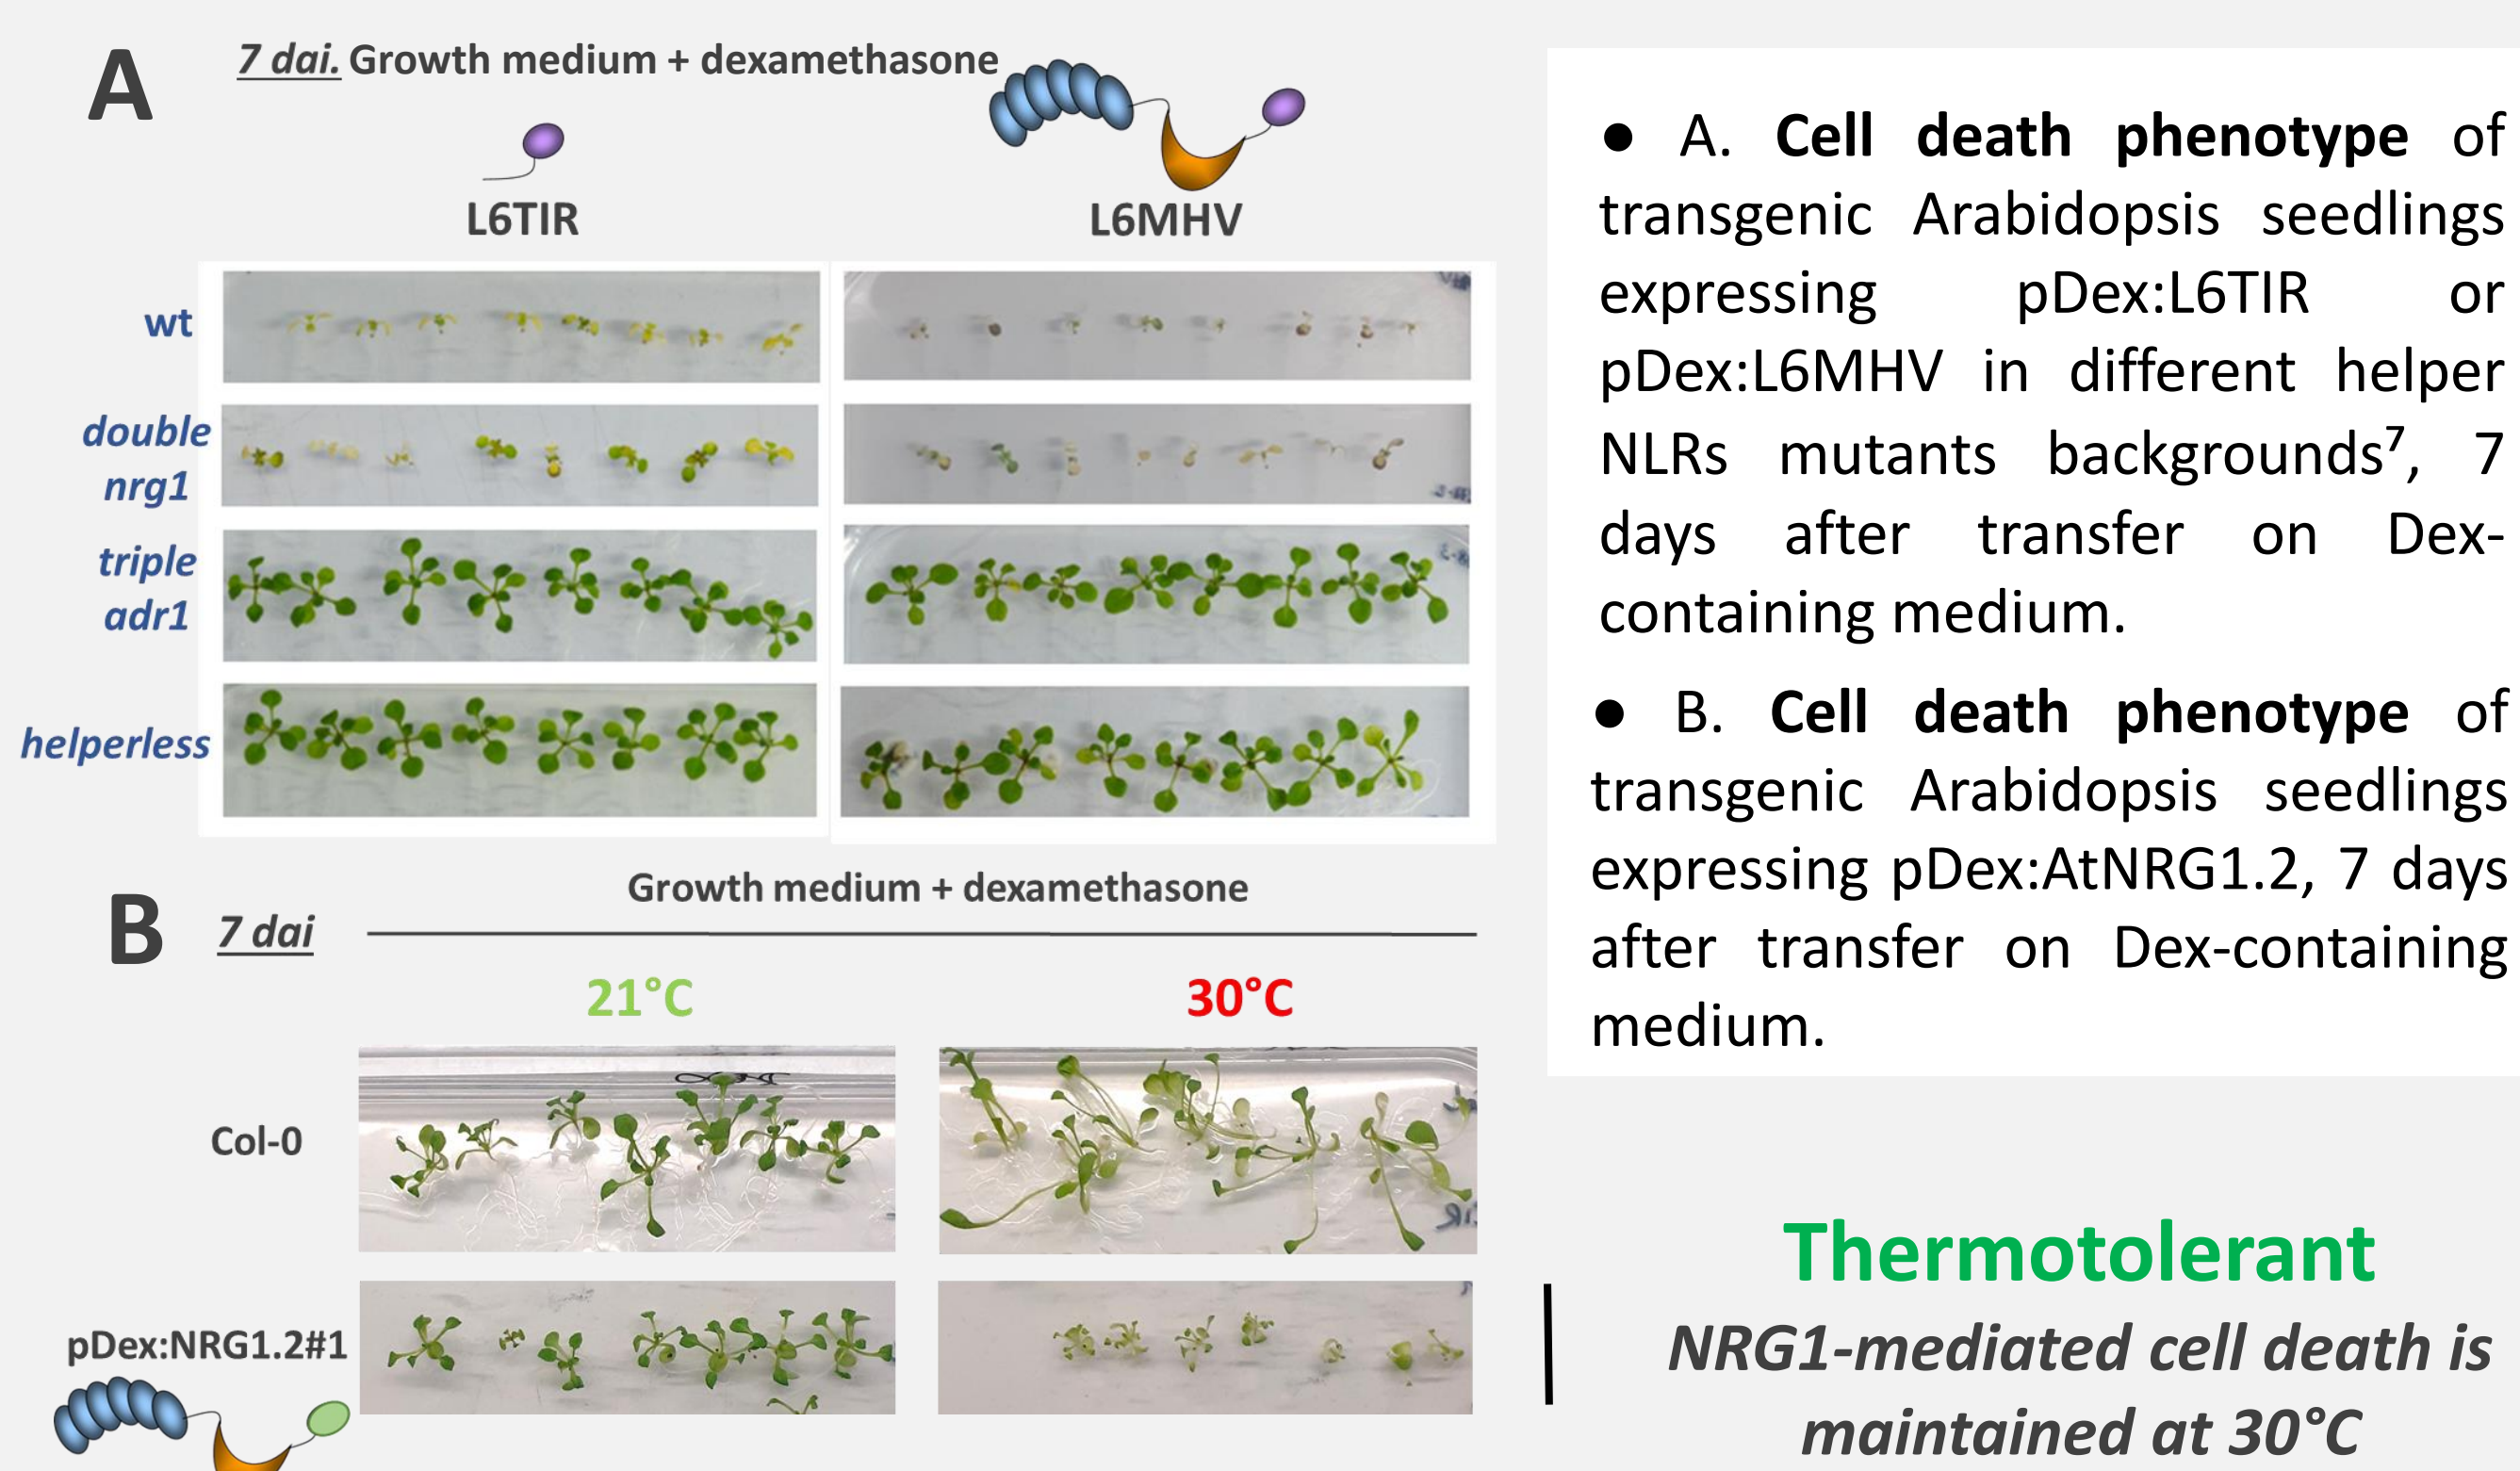 A
7 dai. Growth medium + dexamethasone
L6TIR
L6MHV
wt
double
nrg1
triple
adr1
helperless
B
7 dai
Growth medium + dexamethasone
21°C
30°C
Col-0
pDex:NRG1.2#1
● A. Cell death phenotype of
transgenic Arabidopsis seedlings
expressing pDex:L6TIR or
pDex:L6MHV in different helper
NLRs mutants backgrounds⁷, 7
days after transfer on Dex-
containing medium.
● B. Cell death phenotype of
transgenic Arabidopsis seedlings
expressing pDex:AtNRG1.2, 7 days
after transfer on Dex-containing
medium.
Thermotolerant
NRG1-mediated cell death is
maintained at 30°C